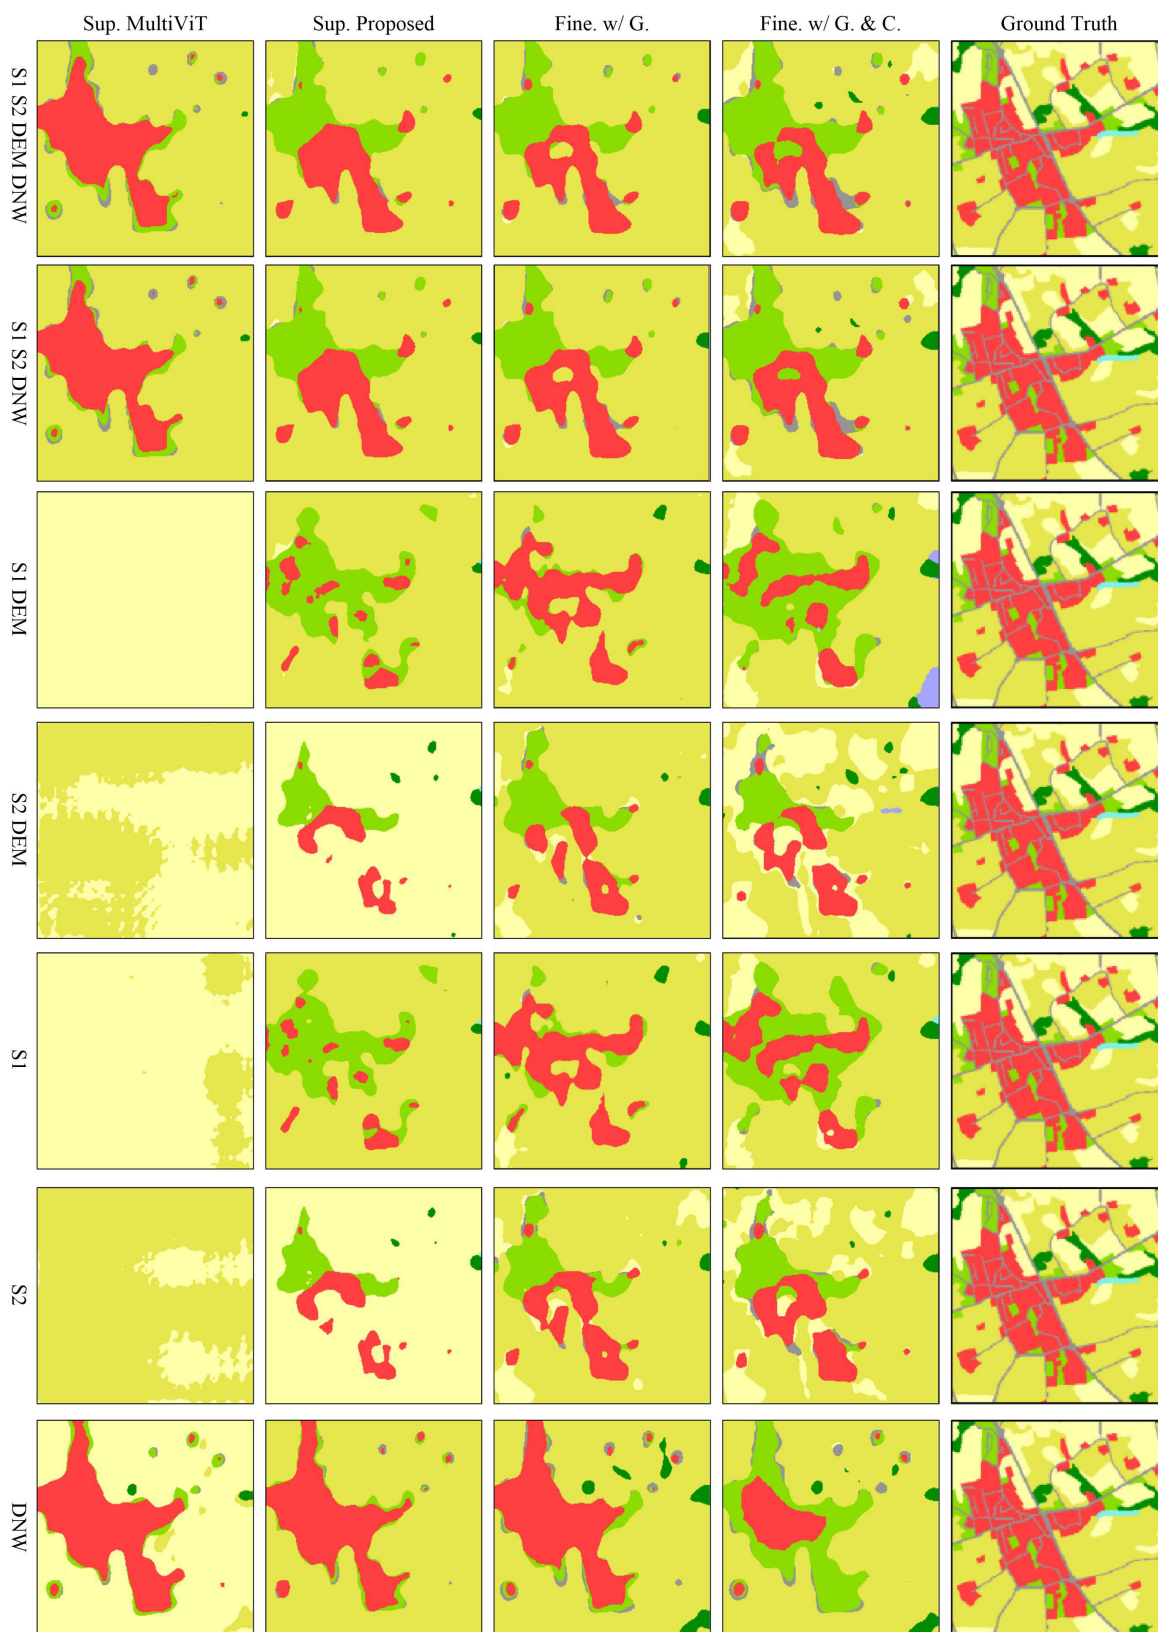 Sup. MultiViT
Sup. Proposed
Fine. w/ G.
Fine. w/ G. & C.
Ground Truth
S1 S2 DEM DNW
S1 S2 DNW
S1 DEM
S2 DEM
S1
S2
DNW